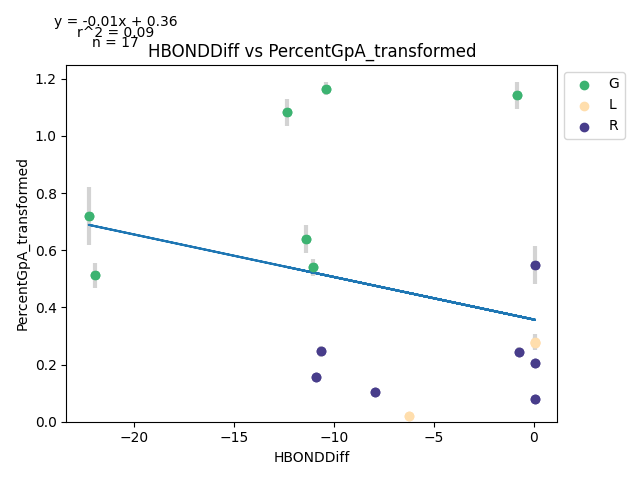 y = -0.01x + 0.36
r^2 = 0.09
n = 17
HBONDDiff vs PercentGpA_transformed
G
L
R
1.2
1.0
0.8
0.6
0.4
0.2
0.0
PercentGpA_transformed
−20
−15
−10
−5
0
HBONDDiff